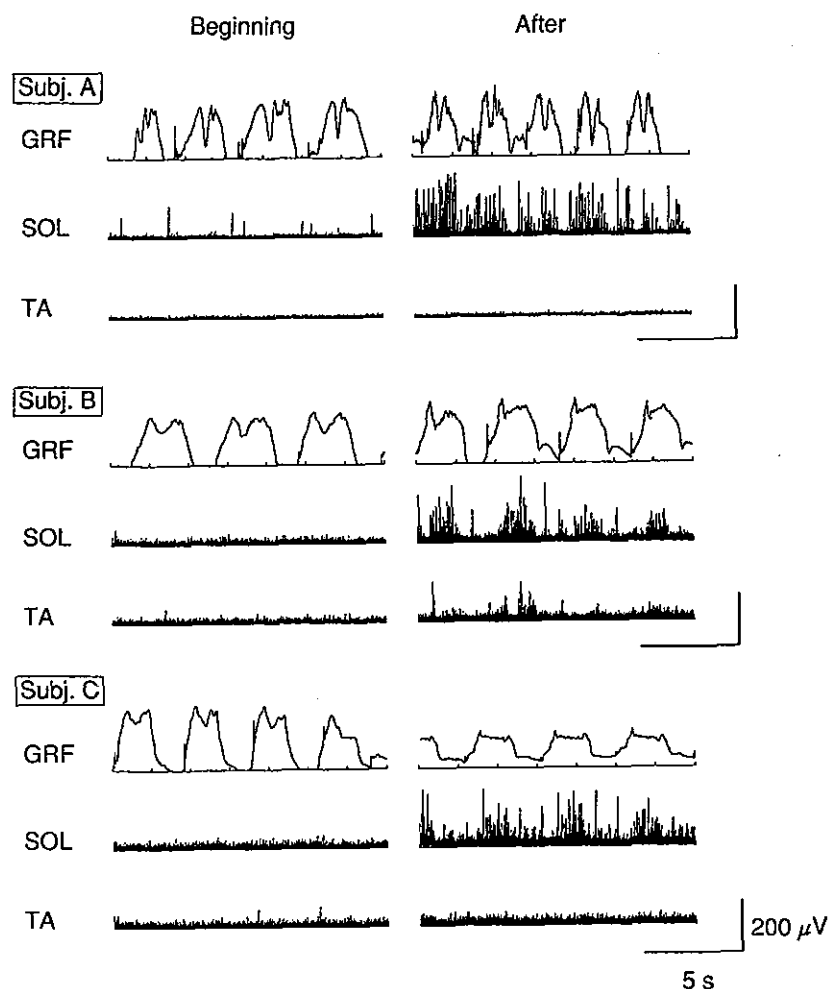 Beginning After
Subj. A
GRF
SOL
TA
Subj. B
GRF
SOL
TA
Subj. C
GRF
SOL
TA
200 μV
5 s